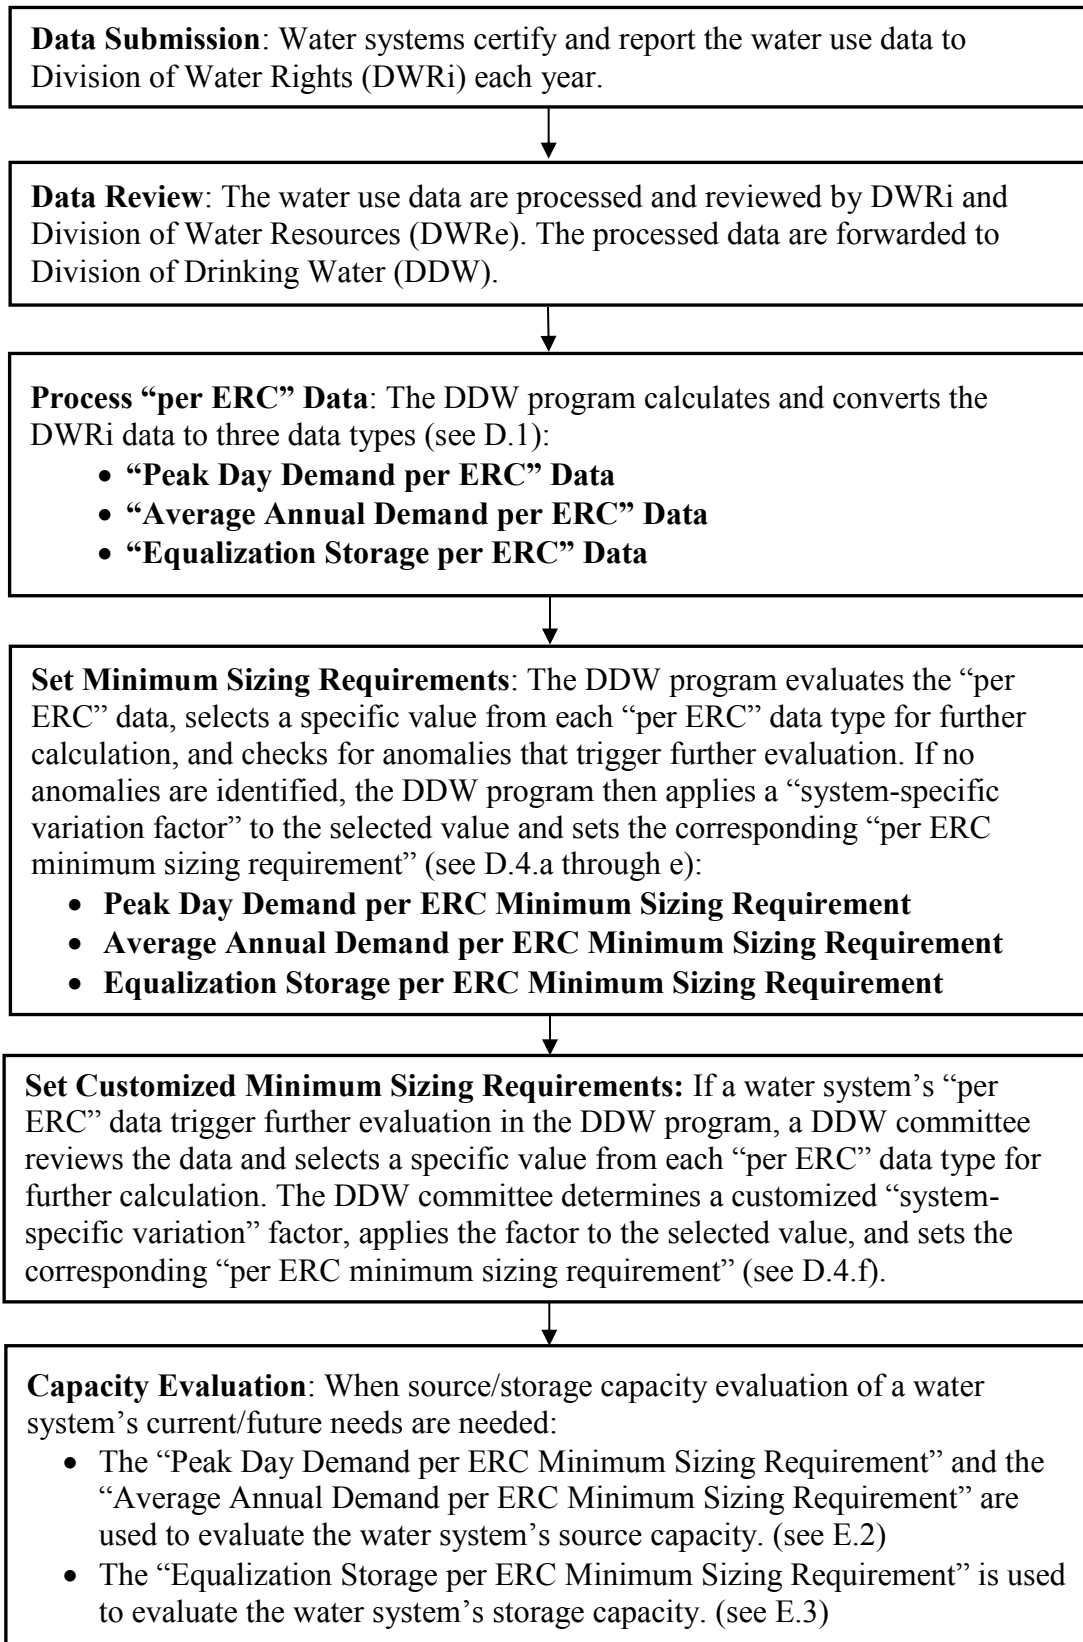 Data Submission: Water systems certify and report the water use data to
Division of Water Rights (DWRi) each year.
Data Review: The water use data are processed and reviewed by DWRi and
Division of Water Resources (DWRe). The processed data are forwarded to
Division of Drinking Water (DDW).
Process “per ERC” Data: The DDW program calculates and converts the
DWRi data to three data types (see D.1):
• “Peak Day Demand per ERC” Data
• “Average Annual Demand per ERC” Data
• “Equalization Storage per ERC” Data
Set Minimum Sizing Requirements: The DDW program evaluates the “per
ERC” data, selects a specific value from each “per ERC” data type for further
calculation, and checks for anomalies that trigger further evaluation. If no
anomalies are identified, the DDW program then applies a “system-specific
variation factor” to the selected value and sets the corresponding “per ERC
minimum sizing requirement” (see D.4.a through e):
• Peak Day Demand per ERC Minimum Sizing Requirement
• Average Annual Demand per ERC Minimum Sizing Requirement
• Equalization Storage per ERC Minimum Sizing Requirement
Set Customized Minimum Sizing Requirements: If a water system’s “per
ERC” data trigger further evaluation in the DDW program, a DDW committee
reviews the data and selects a specific value from each “per ERC” data type for
further calculation. The DDW committee determines a customized “system-
specific variation” factor, applies the factor to the selected value, and sets the
corresponding “per ERC minimum sizing requirement” (see D.4.f).
Capacity Evaluation: When source/storage capacity evaluation of a water
system’s current/future needs are needed:
• The “Peak Day Demand per ERC Minimum Sizing Requirement” and the
“Average Annual Demand per ERC Minimum Sizing Requirement” are
used to evaluate the water system’s source capacity. (see E.2)
• The “Equalization Storage per ERC Minimum Sizing Requirement” is used
to evaluate the water system’s storage capacity. (see E.3)